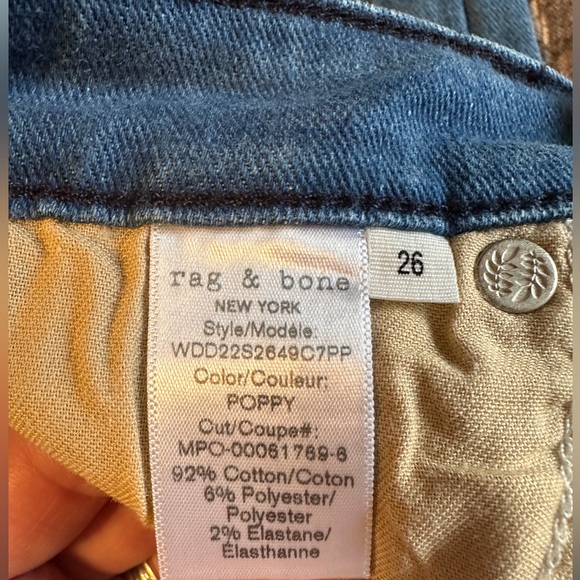 rag & bone
NEW YORK
Style/Modèle:
WDD22S2649C7PP
Color/Couleur:
POPPY
Cut/Coupe#:
MPO-00061769-6
92% Cotton/Coton
6% Polyester/
Polyester
2% Elastane/
Élasthanne
26